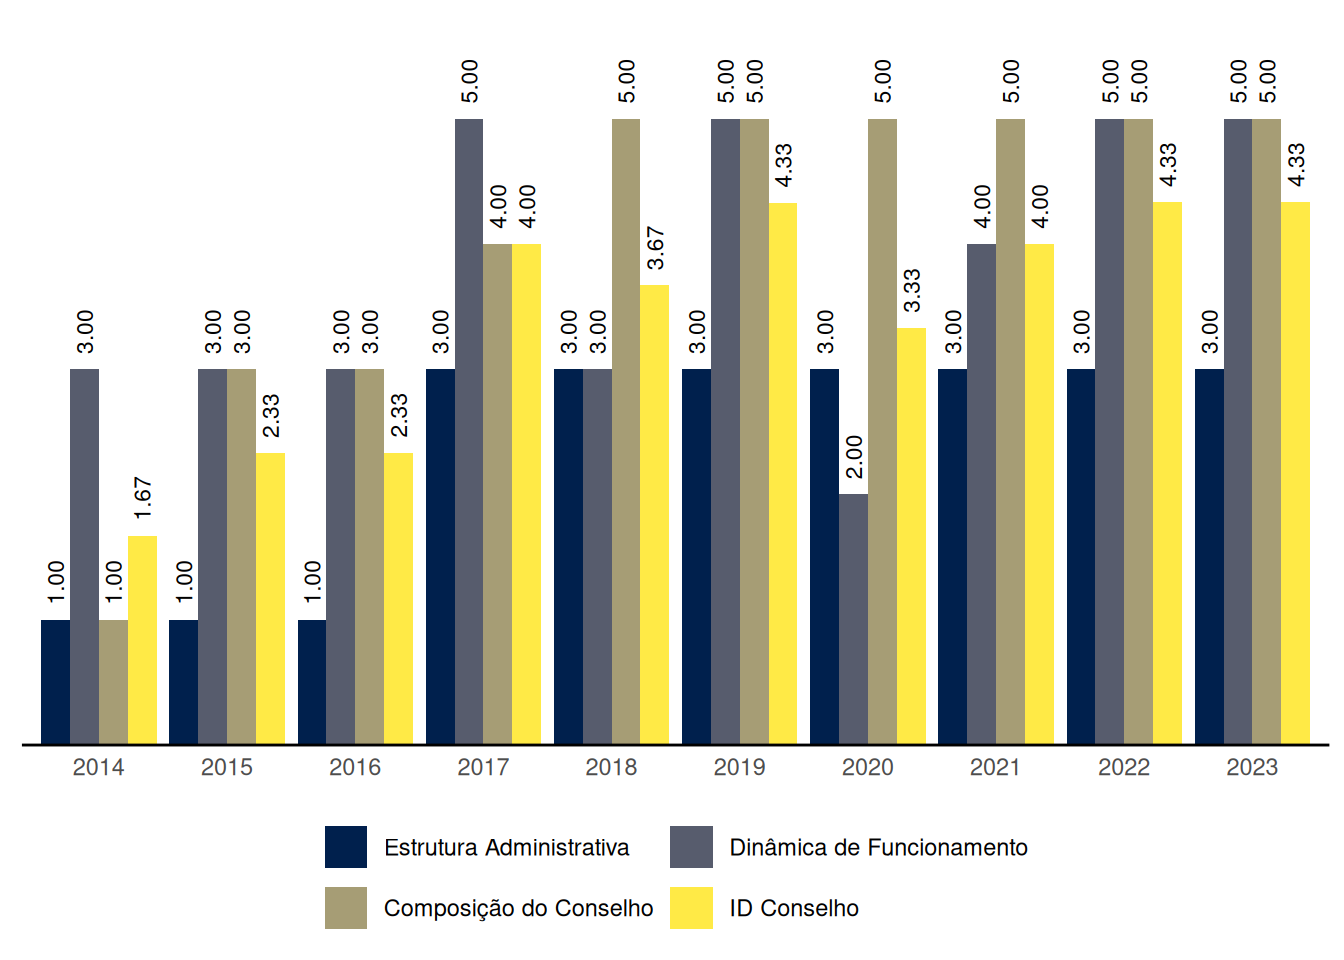 5.00 5.00 5.00 5.00 5.00 5.00 5.00 5.00 5.00 5.00
4.33 4.33 4.33
4.00 4.00 4.00 4.00
3.67
3.33
3.00 3.00 3.00 3.00 3.00 3.00 3.00 3.00 3.00 3.00 3.00 3.00 3.00
2.33 2.33
2.00
1.67
1.00 1.00 1.00 1.00
2014 2015 2016 2017 2018 2019 2020 2021 2022 2023
Estrutura Administrativa
Dinâmica de Funcionamento
Composição do Conselho
ID Conselho